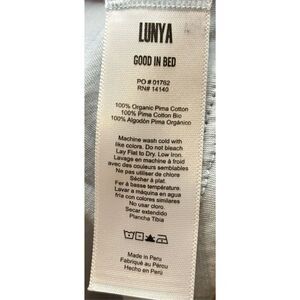 LUNYA
GOOD IN BED
PO # 01762
RN# 14140
100% Organic Pima Cotton
100% Pima Cotton Bio
100% Algodón Pima Orgánico
Machine wash cold with
like colors. Do not bleach
Lay Flat to Dry. Low Iron.
Lavage en machine à froid
avec des couleurs semblables
Ne pas utiliser de chlore
Sécher à plat.
Fer à basse température.
Lavar a máquina en agua
fria con colores similares
No usar cloro.
Secar extendido
Plancha Tibia
Made in Peru
Fabriqué au Pércu
Hecho en Perú